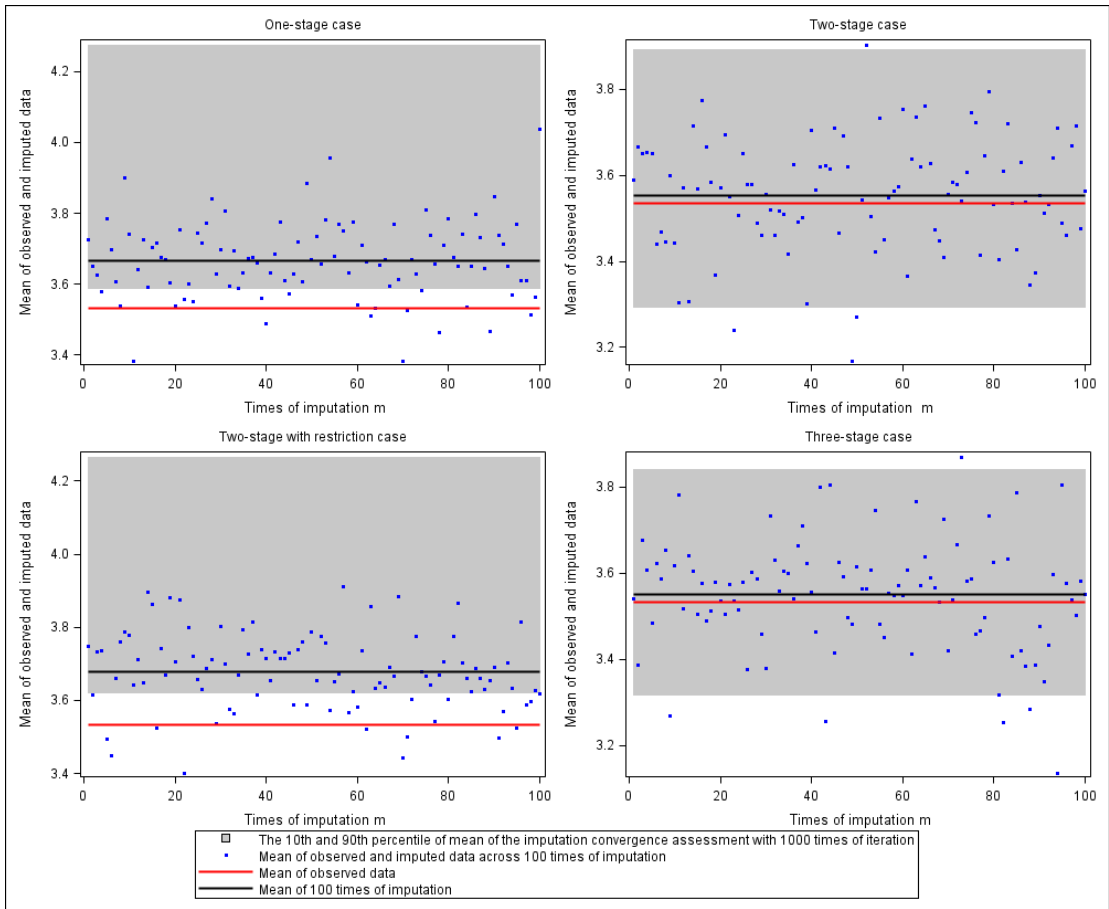 One-stage case
Mean of observed and imputed data
4.2
4.0
3.8
3.6
3.4
0 20 40 60 80 100
Times of imputation m
Two-stage case
Mean of observed and imputed data
3.8
3.6
3.4
3.2
0 20 40 60 80 100
Times of imputation m
Two-stage with restriction case
Mean of observed and imputed data
4.2
4.0
3.8
3.6
3.4
0 20 40 60 80 100
Times of imputation m
Three-stage case
Mean of observed and imputed data
3.8
3.6
3.4
3.2
0 20 40 60 80 100
Times of imputation m
The 10th and 90th percentile of mean of the imputation convergence assessment with 1000 times of iteration
Mean of observed and imputed data across 100 times of imputation
Mean of observed data
Mean of 100 times of imputation